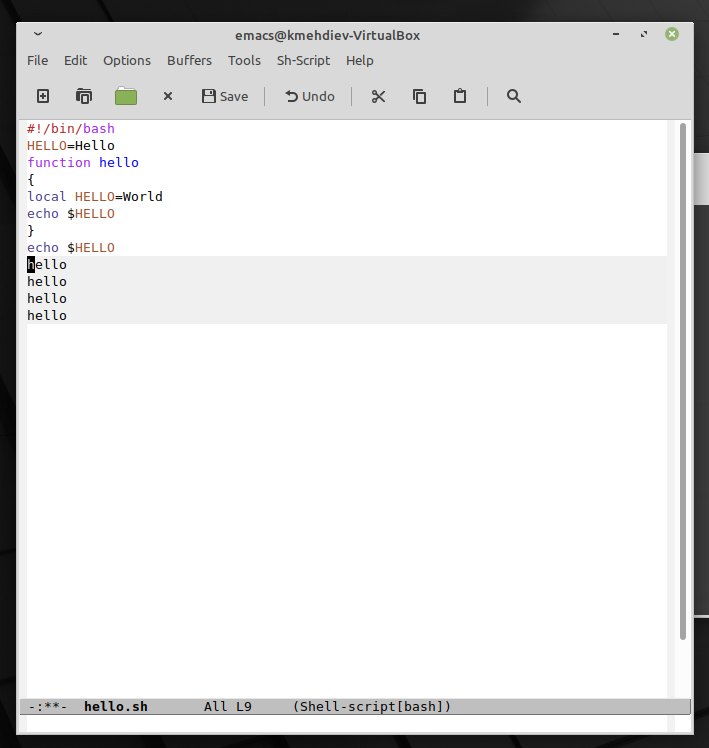 emacs@kmehdiev-VirtualBox
File Edit Options Buffers Tools Sh-Script Help
Save Undo
#!/bin/bash
HELLO=Hello
function hello
{
local HELLO=World
echo $HELLO
}
echo $HELLO
hello
hello
hello
hello
-:**- hello.sh All L9 (Shell-script[bash])